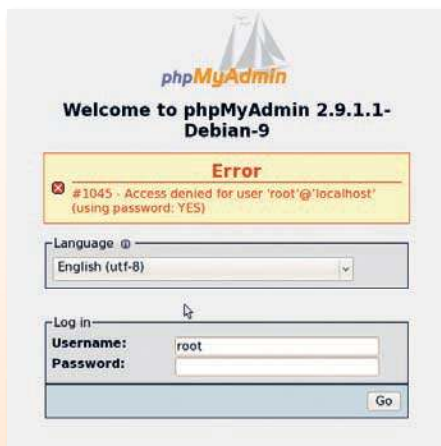 phpMyAdmin
Welcome to phpMyAdmin 2.9.1.1-
Debian-9
Error
#1045 - Access denied for user 'root'@'localhost'
(using password: YES)
Language
English (utf-8)
Log in
Username:
root
Password:
Go